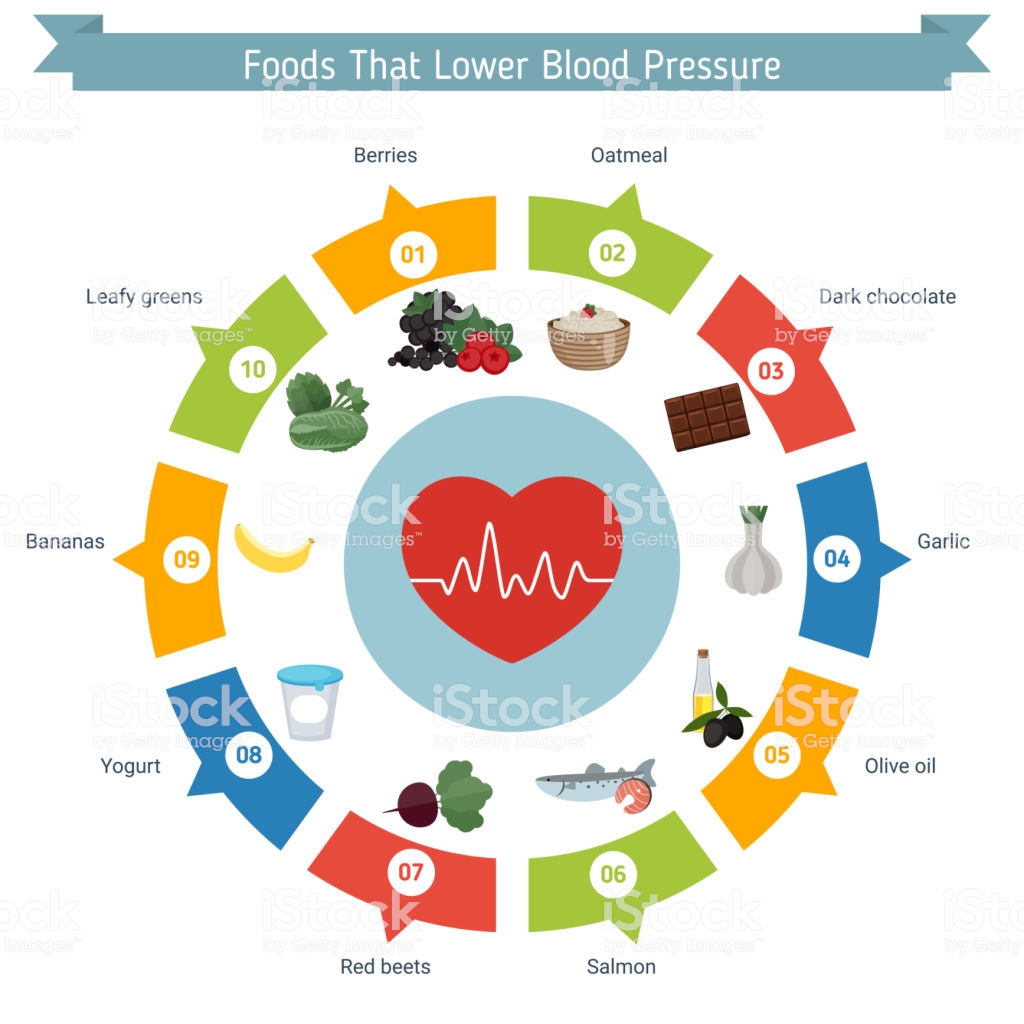 Foods That Lower Blood Pressure
Berries
Oatmeal
01
02
Leafy greens
Dark chocolate
10
03
Bananas
Garlic
09
04
Yogurt
Olive oil
08
05
07
06
Red beets
Salmon
iStock
by Getty Images™